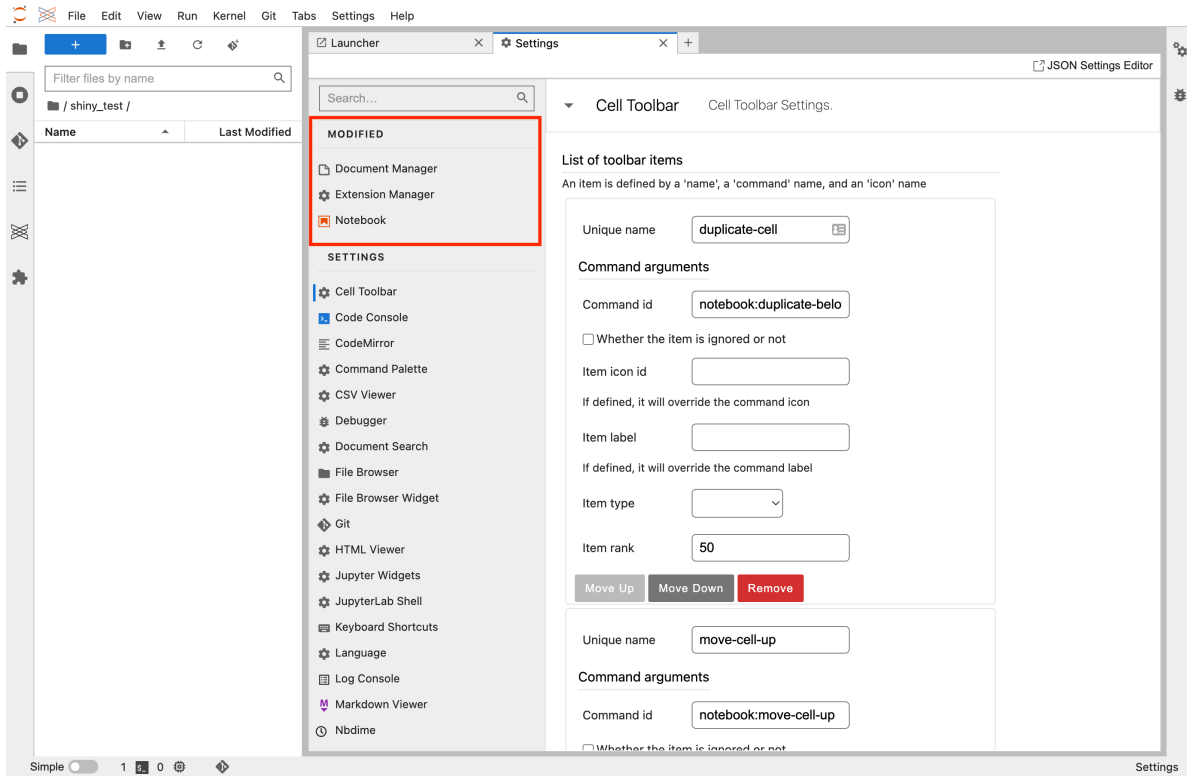 File Edit View Run Kernel Git Tabs Settings Help
+
Filter files by name
/ shiny_test /
Name Last Modified
Launcher
Settings
JSON Settings Editor
Search...
MODIFIED
Document Manager
Extension Manager
Notebook
SETTINGS
Cell Toolbar
Code Console
CodeMirror
Command Palette
CSV Viewer
Debugger
Document Search
File Browser
File Browser Widget
Git
HTML Viewer
Jupyter Widgets
JupyterLab Shell
Keyboard Shortcuts
Language
Log Console
Markdown Viewer
Nbdime
Cell Toolbar Cell Toolbar Settings.
List of toolbar items
An item is defined by a 'name', a 'command' name, and an 'icon' name
Unique name duplicate-cell
Command arguments
Command id notebook:duplicate-belo
Whether the item is ignored or not
Item icon id
If defined, it will override the command icon
Item label
If defined, it will override the command label
Item type
Item rank 50
Move Up Move Down Remove
Unique name move-cell-up
Command arguments
Command id notebook:move-cell-up
Whether the item is ignored or not
Simple 1 $_ 0 Settings